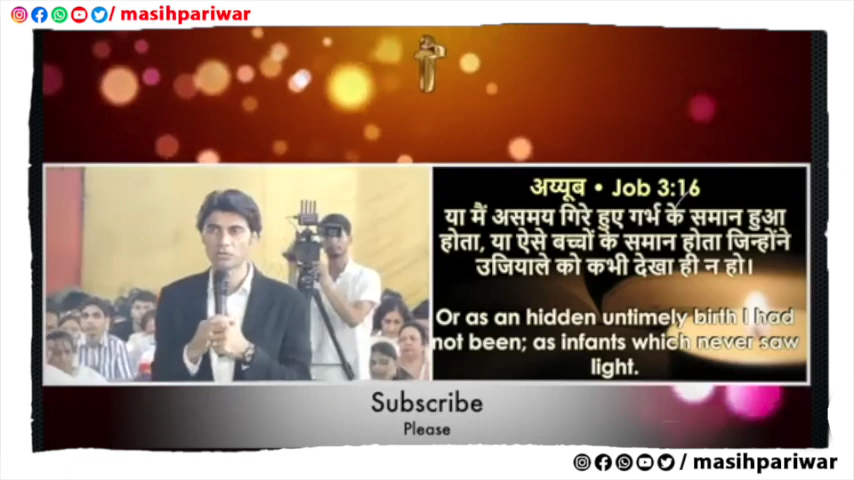 / masihpariwar
अय्यूब • Job 3:16
या मैं असमय गिरे हुए गर्भ के समान हुआ
होता, या ऐसे बच्चों के समान होता जिन्होंने
उजियाले को कभी देखा ही न हो।
Or as an hidden untimely birth I had
not been; as infants which never saw
light.
Subscribe
Please
/ masihpariwar